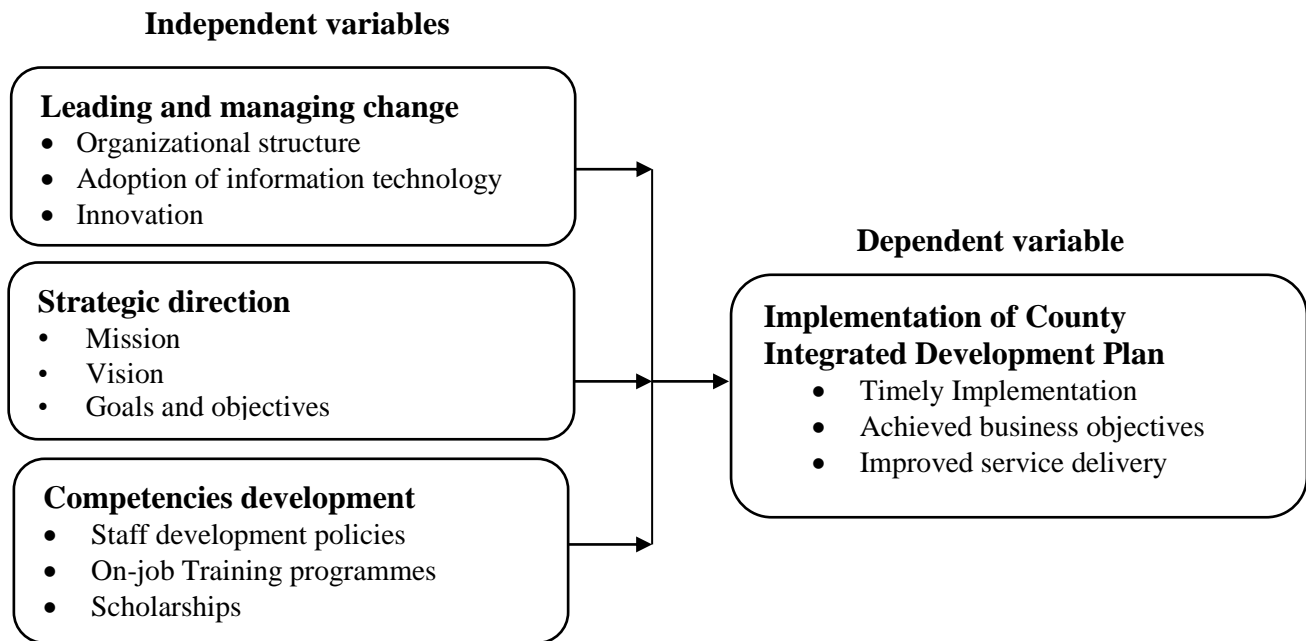 Independent variables
Leading and managing change
• Organizational structure
• Adoption of information technology
• Innovation
Strategic direction
• Mission
• Vision
• Goals and objectives
Competencies development
• Staff development policies
• On-job Training programmes
• Scholarships
Dependent variable
Implementation of County
Integrated Development Plan
• Timely Implementation
• Achieved business objectives
• Improved service delivery